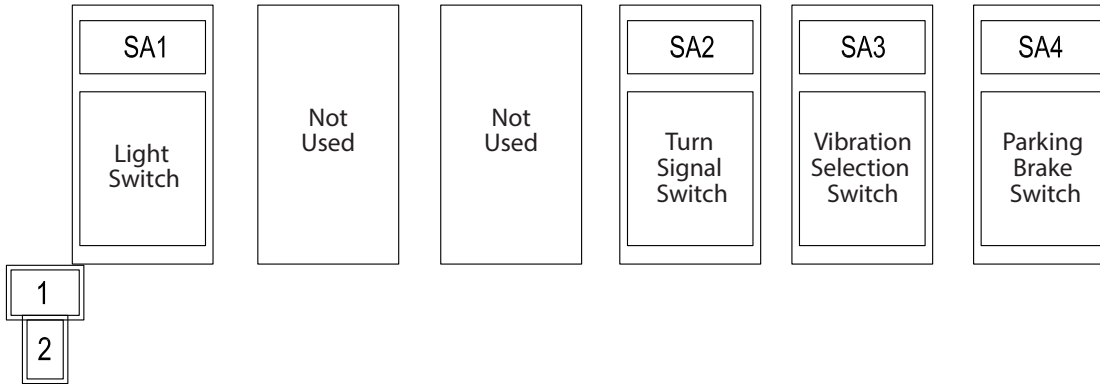 SA1
Light
Switch
Not
Used
Not
Used
SA2
Turn
Signal
Switch
SA3
Vibration
Selection
Switch
SA4
Parking
Brake
Switch
1
2